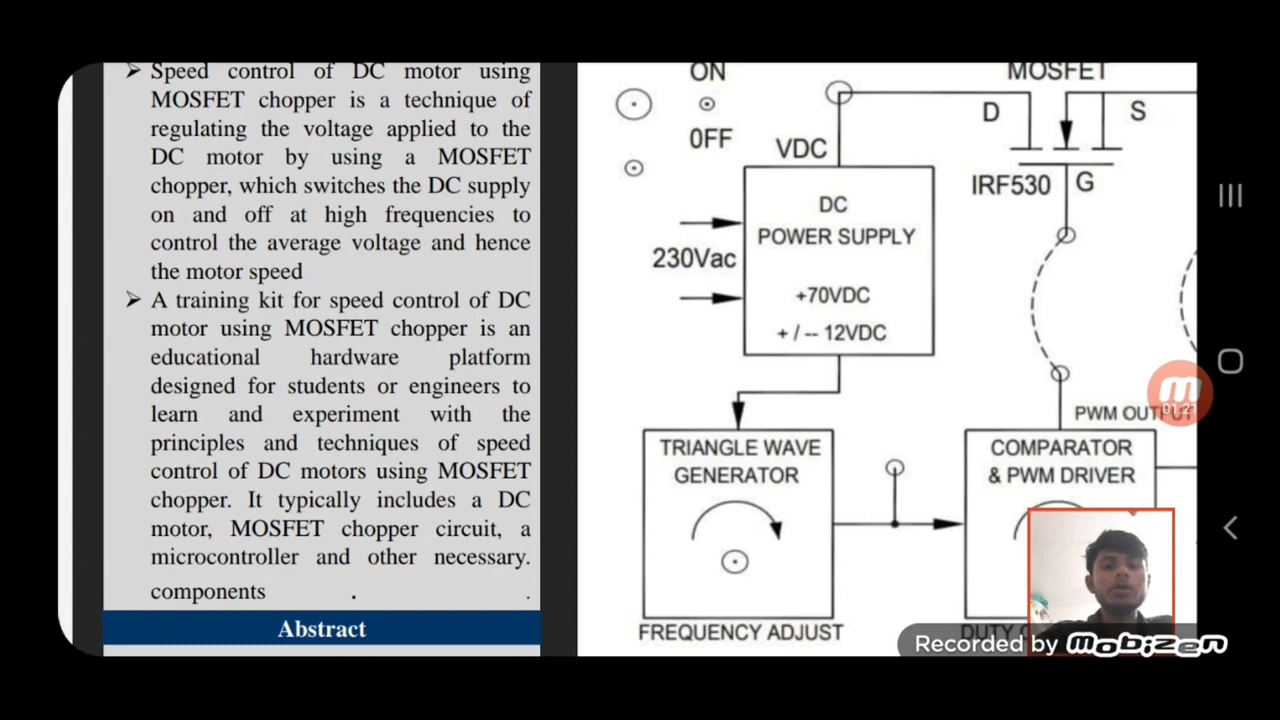 Speed control of DC motor using
MOSFET chopper is a technique of
regulating the voltage applied to the
DC motor by using a MOSFET
chopper, which switches the DC supply
on and off at high frequencies to
control the average voltage and hence
the motor speed
A training kit for speed control of DC
motor using MOSFET chopper is an
educational hardware platform
designed for students or engineers to
learn and experiment with the
principles and techniques of speed
control of DC motors using MOSFET
chopper. It typically includes a DC
motor, MOSFET chopper circuit, a
microcontroller and other necessary.
components . .
Abstract
ON
0FF
VDC
MOSFET
D
S
IRF530
G
DC
POWER SUPPLY
230Vac
+70VDC
+ / -- 12VDC
PWM OUTPUT
01:21
TRIANGLE WAVE
GENERATOR
COMPARATOR
& PWM DRIVER
FREQUENCY ADJUST
Recorded by mobizen